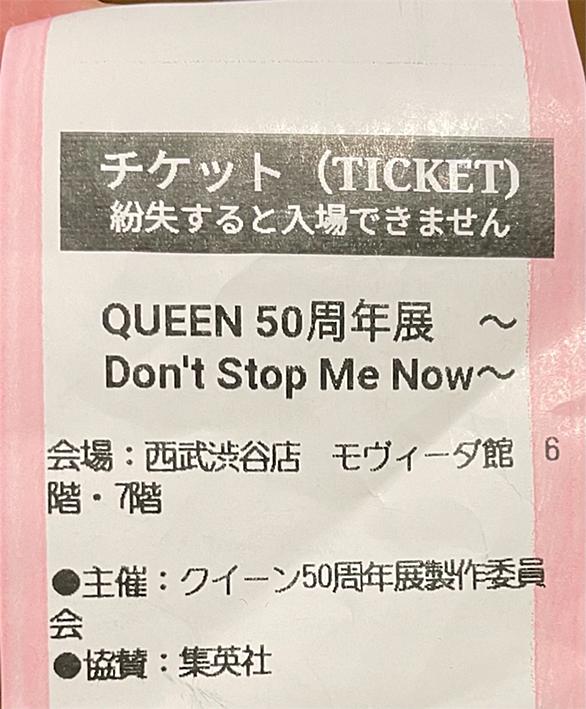 チケット（TICKET)
紛失すると入場できません
QUEEN 50周年展　～
Don't Stop Me Now～
会場：西武渋谷店　モヴィーダ館　6
階・7階
●主催：クイーン50周年展製作委員
会
●協賛：集英社